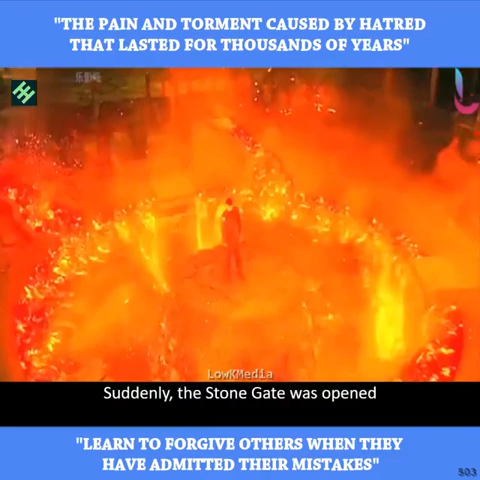 "THE PAIN AND TORMENT CAUSED BY HATRED
THAT LASTED FOR THOUSANDS OF YEARS"
LowKMedia
Suddenly, the Stone Gate was opened
"LEARN TO FORGIVE OTHERS WHEN THEY
HAVE ADMITTED THEIR MISTAKES"
503